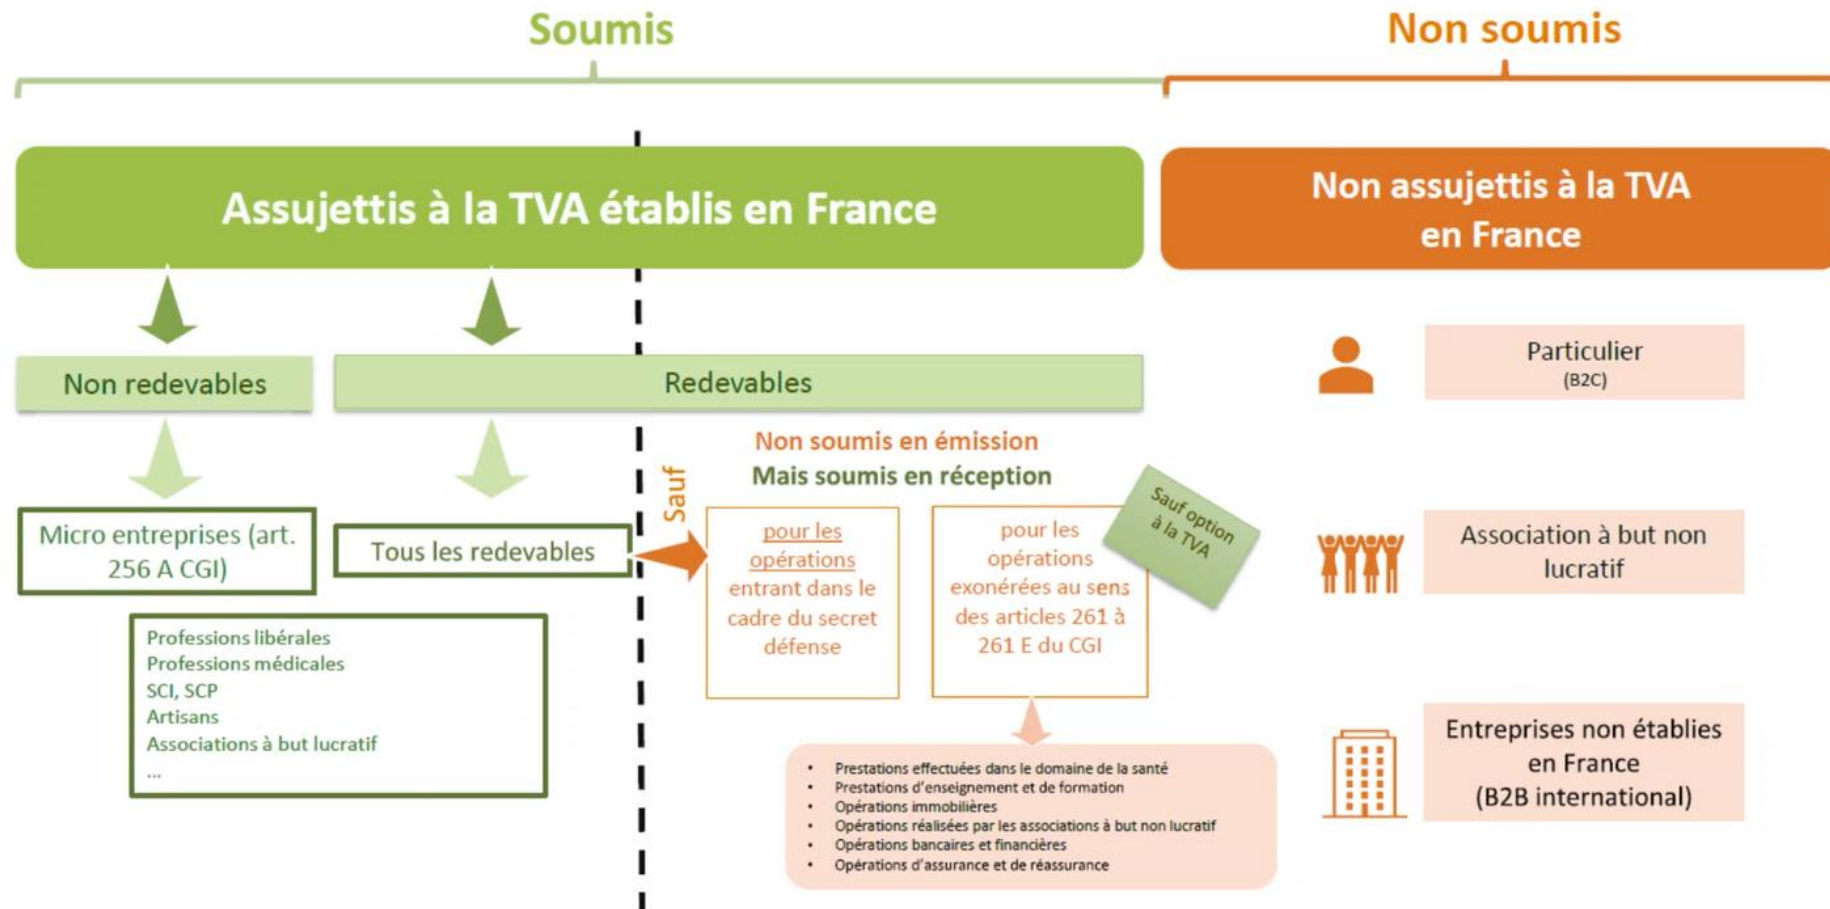 Soumis
Non soumis
Assujettis à la TVA établis en France
Non assujettis à la TVA
en France
Non redevables
Redevables
Particulier
(B2C)
Sauf
Non soumis en émission
Mais soumis en réception
Sauf option
à la TVA
Micro entreprises (art.
256 A CGI)
Tous les redevables
pour les
opérations
entrant dans le
cadre du secret
défense
pour les
opérations
exonérées au sens
des articles 261 à
261 E du CGI
Association à but non
lucratif
Professions libérales
Professions médicales
SCI, SCP
Artisans
Associations à but lucratif
...
• Prestations effectuées dans le domaine de la santé
• Prestations d'enseignement et de formation
• Opérations immobilières
• Opérations réalisées par les associations à but non lucratif
• Opérations bancaires et financières
• Opérations d'assurance et de réassurance
Entreprises non établies
en France
(B2B international)